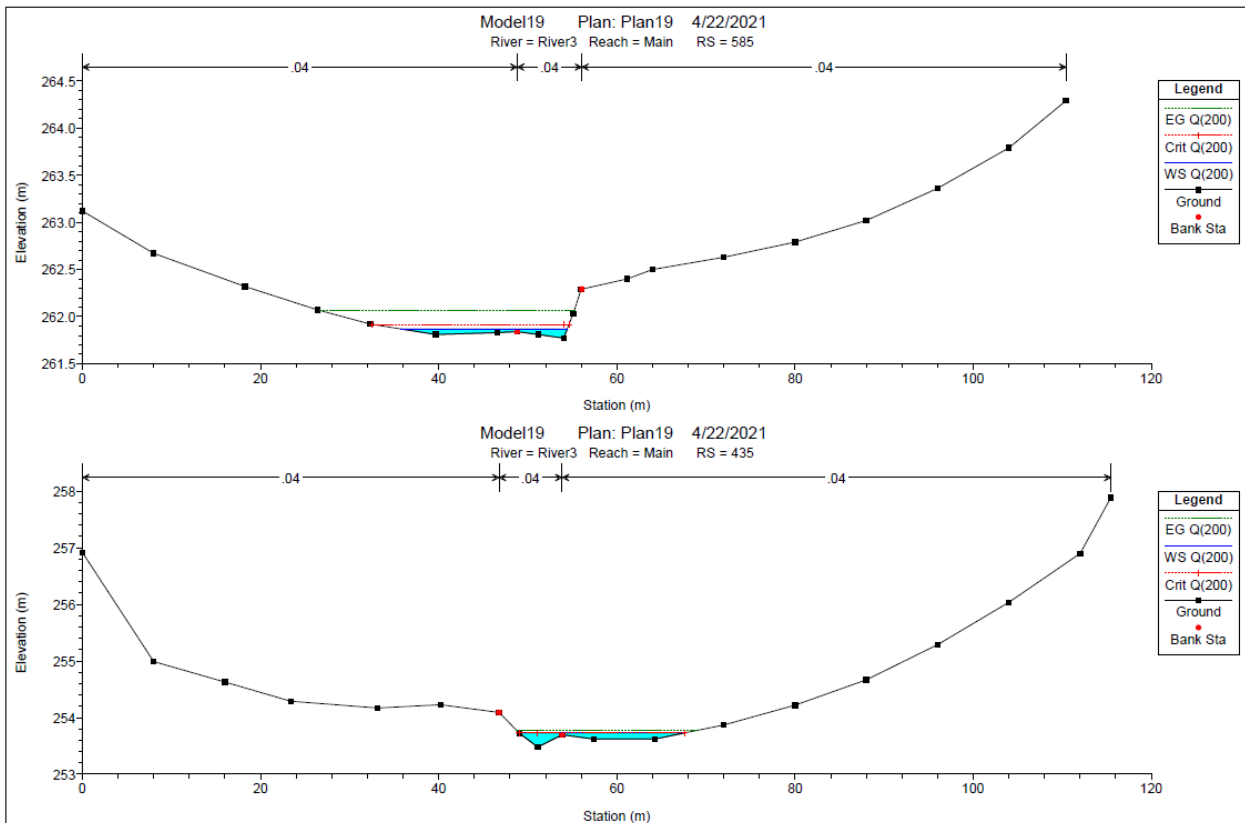 Model19 Plan: Plan19 4/22/2021
River = River3 Reach = Main RS = 585
.04 .04 .04
264.5
264.0
263.5
263.0
262.5
262.0
261.5
Elevation (m)
0 20 40 60 80 100 120
Station (m)
Legend
EG Q(200)
Crit Q(200)
WS Q(200)
Ground
Bank Sta
Model19 Plan: Plan19 4/22/2021
River = River3 Reach = Main RS = 435
.04 .04 .04
258
257
256
255
254
253
Elevation (m)
0 20 40 60 80 100 120
Station (m)
Legend
EG Q(200)
WS Q(200)
Crit Q(200)
Ground
Bank Sta